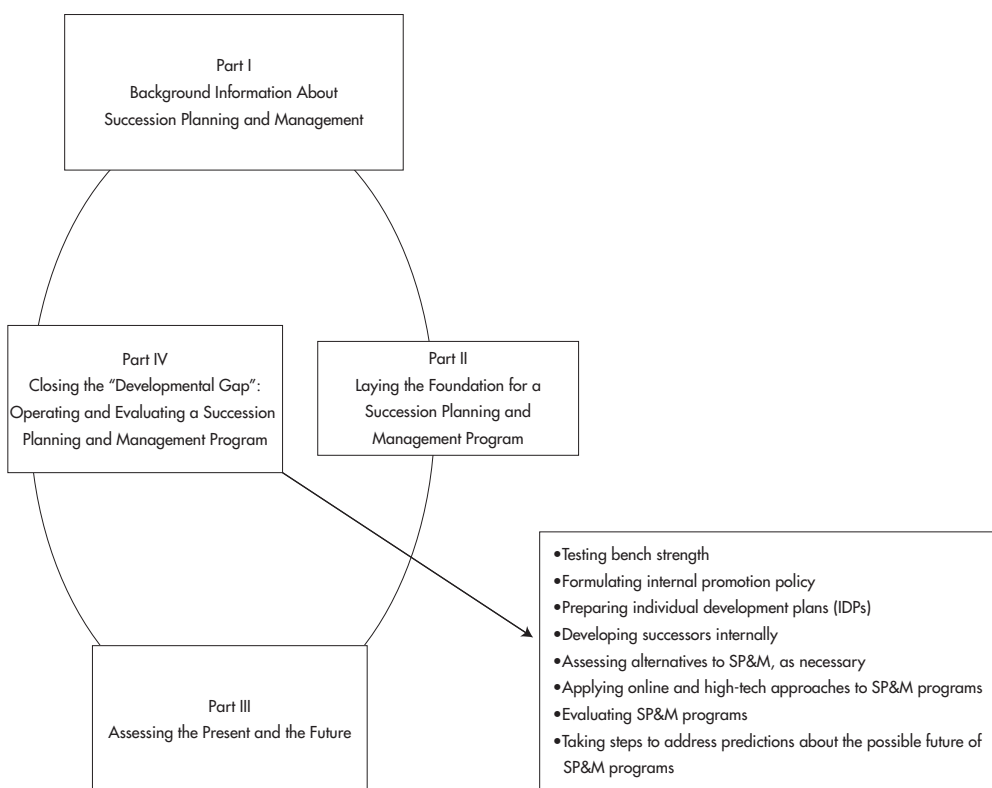 Part I
Background Information About
Succession Planning and Management
Part IV
Closing the “Developmental Gap”:
Operating and Evaluating a Succession
Planning and Management Program
Part II
Laying the Foundation for a
Succession Planning and
Management Program
Part III
Assessing the Present and the Future
•Testing bench strength
•Formulating internal promotion policy
•Preparing individual development plans (IDPs)
•Developing successors internally
•Assessing alternatives to SP&M, as necessary
•Applying online and high-tech approaches to SP&M programs
•Evaluating SP&M programs
•Taking steps to address predictions about the possible future of
SP&M programs